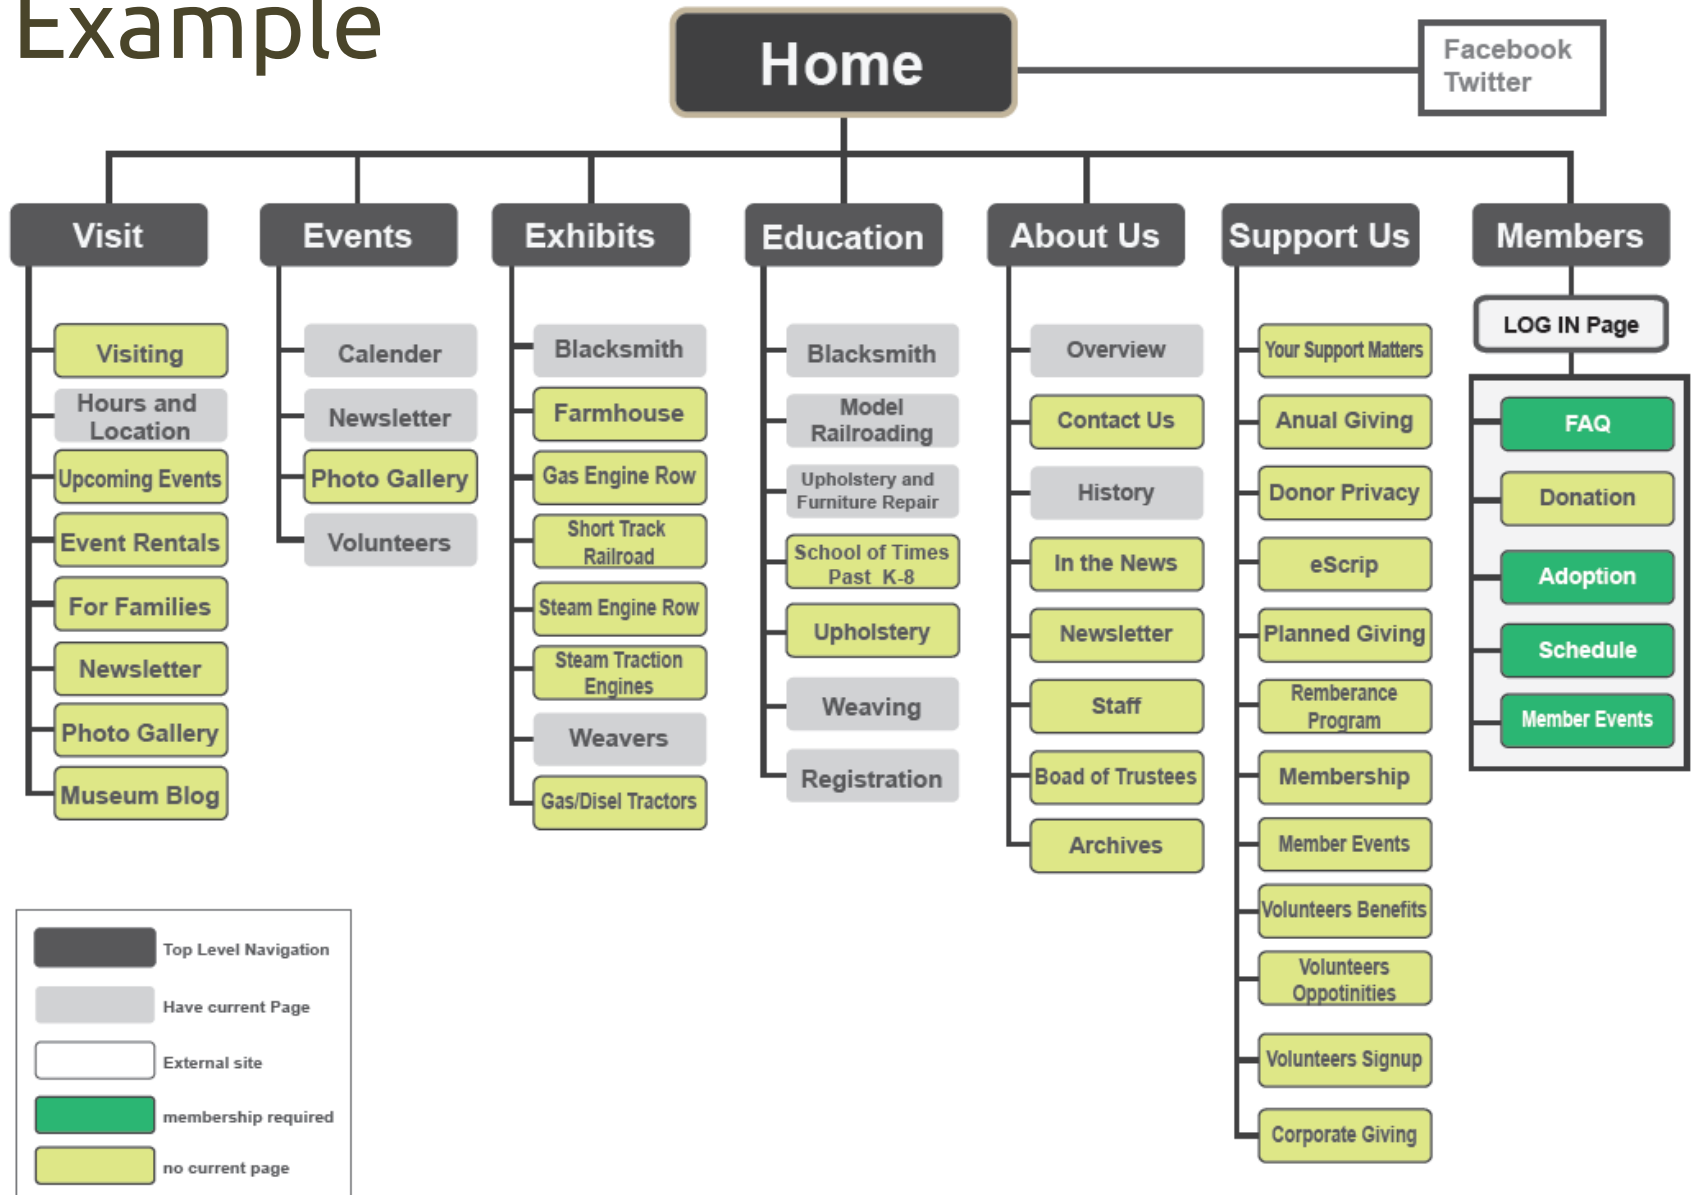 Example
Home
Facebook
Twitter
Visit
Events
Exhibits
Education
About Us
Support Us
Members
Visiting
Hours and
Location
Upcoming Events
Event Rentals
For Families
Newsletter
Photo Gallery
Museum Blog
Calender
Newsletter
Photo Gallery
Volunteers
Blacksmith
Farmhouse
Gas Engine Row
Short Track
Railroad
Steam Engine Row
Steam Traction
Engines
Weavers
Gas/Disel Tractors
Blacksmith
Model
Railroading
Upholstery and
Furniture Repair
School of Times
Past K-8
Upholstery
Weaving
Registration
Overview
Contact Us
History
In the News
Newsletter
Staff
Boad of Trustees
Archives
Your Support Matters
Anual Giving
Donor Privacy
eScrip
Planned Giving
Remberance
Program
Membership
Member Events
Volunteers Benefits
Volunteers
Oppotinities
Volunteers Signup
Corporate Giving
LOG IN Page
FAQ
Donation
Adoption
Schedule
Member Events
Top Level Navigation
Have current Page
External site
membership required
no current page